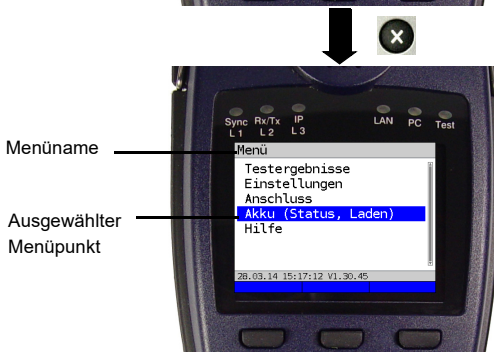 Sync Rx/Tx IP LAN PC Test
L 1 L 2 L 3
Menüname
Menü
Testergebnisse
Einstellungen
Anschluss
Ausgewählter
Menüpunkt
Akku (Status, Laden)
Hilfe
28.03.14 15:17:12 V1.30.45